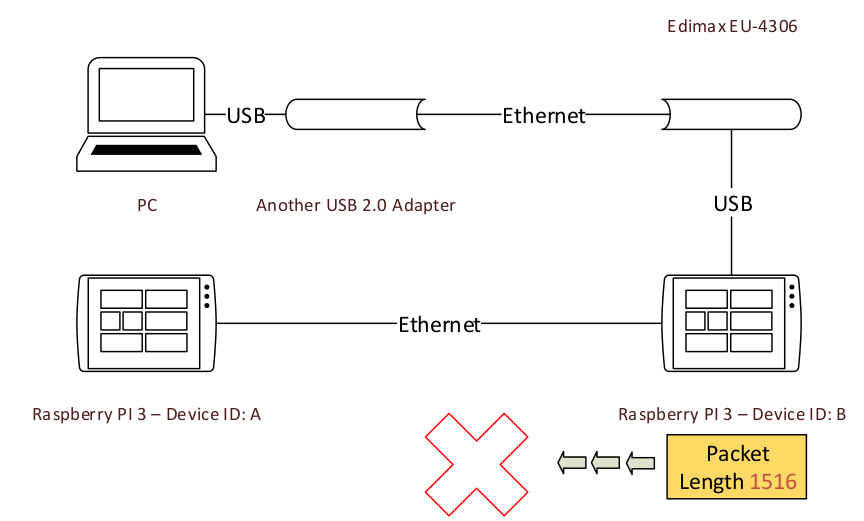 Edimax EU-4306
USB
Ethernet
PC
Another USB 2.0 Adapter
USB
Ethernet
Raspberry PI 3 – Device ID: A
Raspberry PI 3 – Device ID: B
Packet
Length 1516